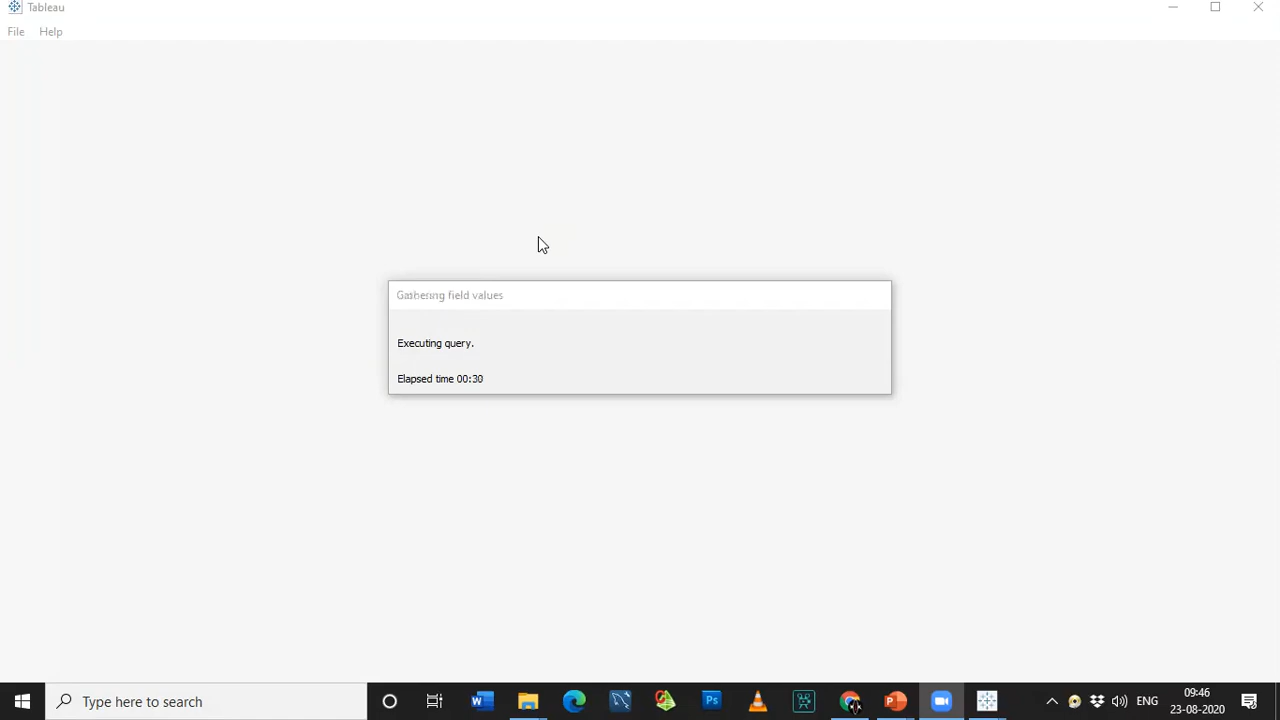 Tableau
File Help
Gathering field values
Executing query.
Elapsed time 00:30
Type here to search
W
Ps
P
ENG
09:46
23-08-2020